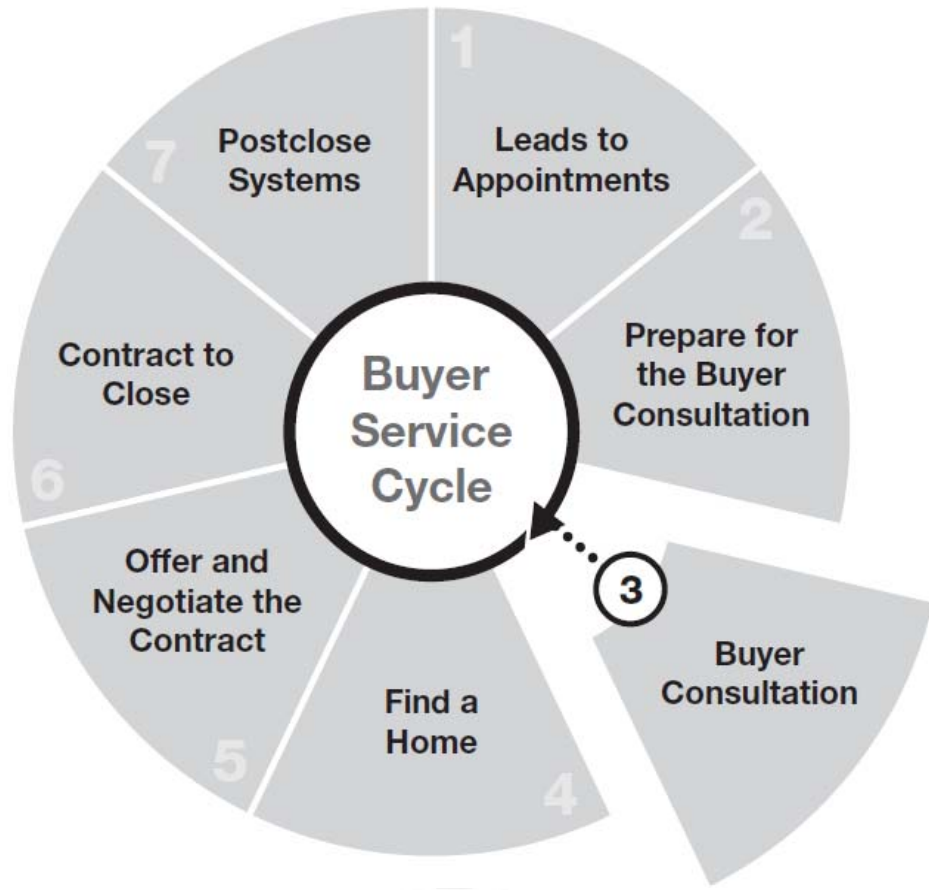 Buyer
Service
Cycle
1
Leads to
Appointments
2
Prepare for
the Buyer
Consultation
3
Buyer
Consultation
4
Find a
Home
5
Offer and
Negotiate the
Contract
6
Contract to
Close
7
Postclose
Systems